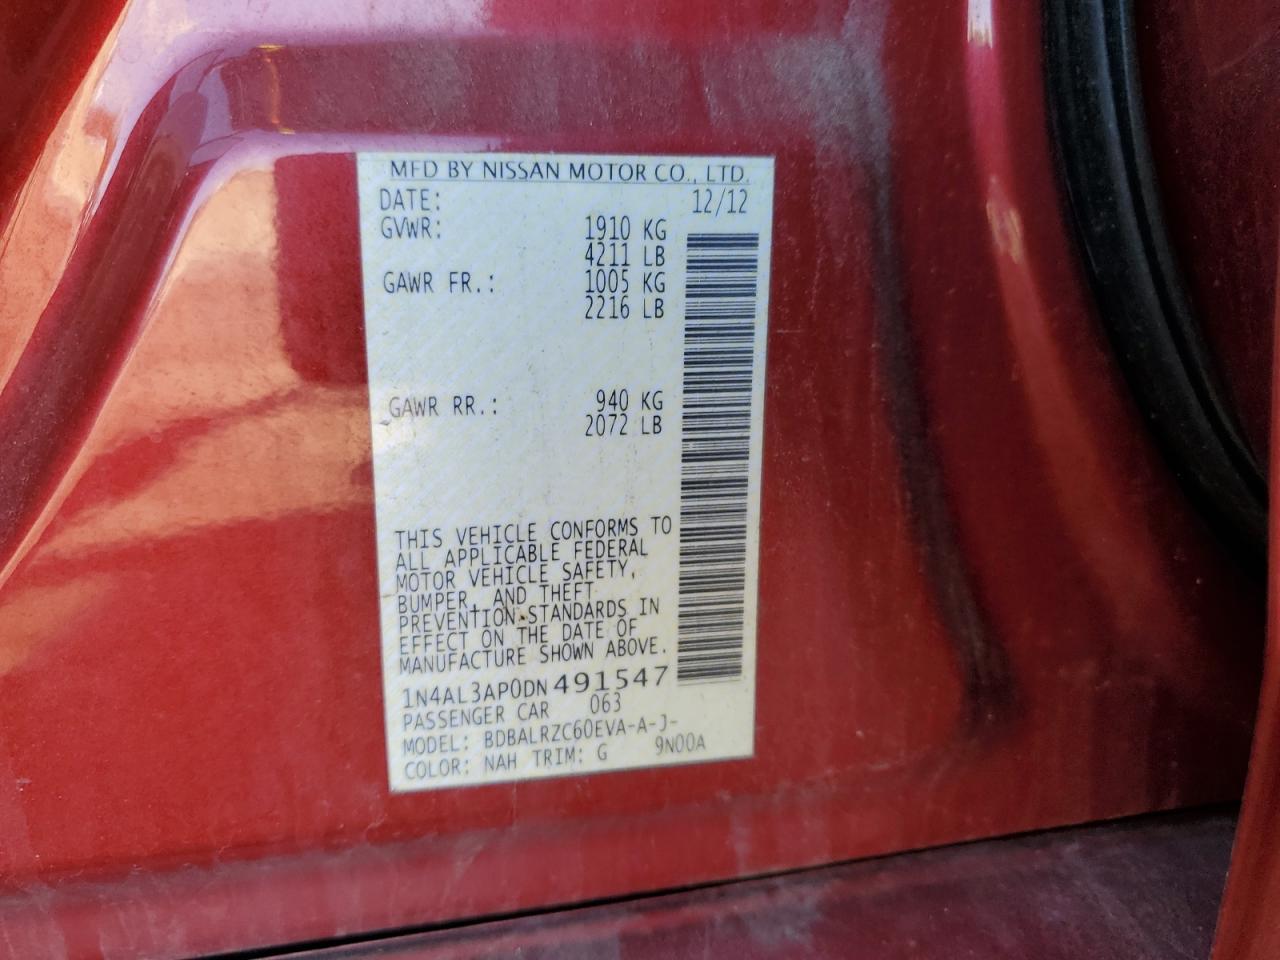 MFD BY NISSAN MOTOR CO., LTD.
DATE: 12/12
GVWR: 1910 KG
4211 LB
GAWR FR.: 1005 KG
2216 LB
GAWR RR.: 940 KG
2072 LB
THIS VEHICLE CONFORMS TO
ALL APPLICABLE FEDERAL
MOTOR VEHICLE SAFETY,
BUMPER, AND THEFT
PREVENTION STANDARDS IN
EFFECT ON THE DATE OF
MANUFACTURE SHOWN ABOVE.
1N4AL3AP0DN491547
PASSENGER CAR 063
MODEL: BDBALRZC60EVA-A-J-
COLOR: NAH TRIM: G 9N00A